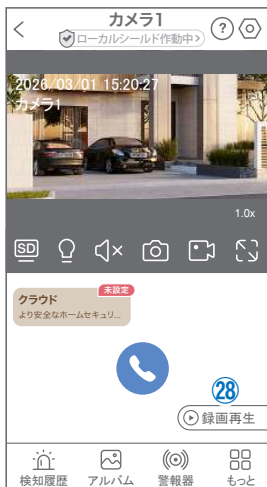 カメラ1
ローカルシールド作動中>
?
2026/03/01 15:20:27
カメラ1
1.0x
SD
未設定
クラウド
より安全なホームセキュリ...
28
録画再生
検知履歴 アルバム 警報器 もっと